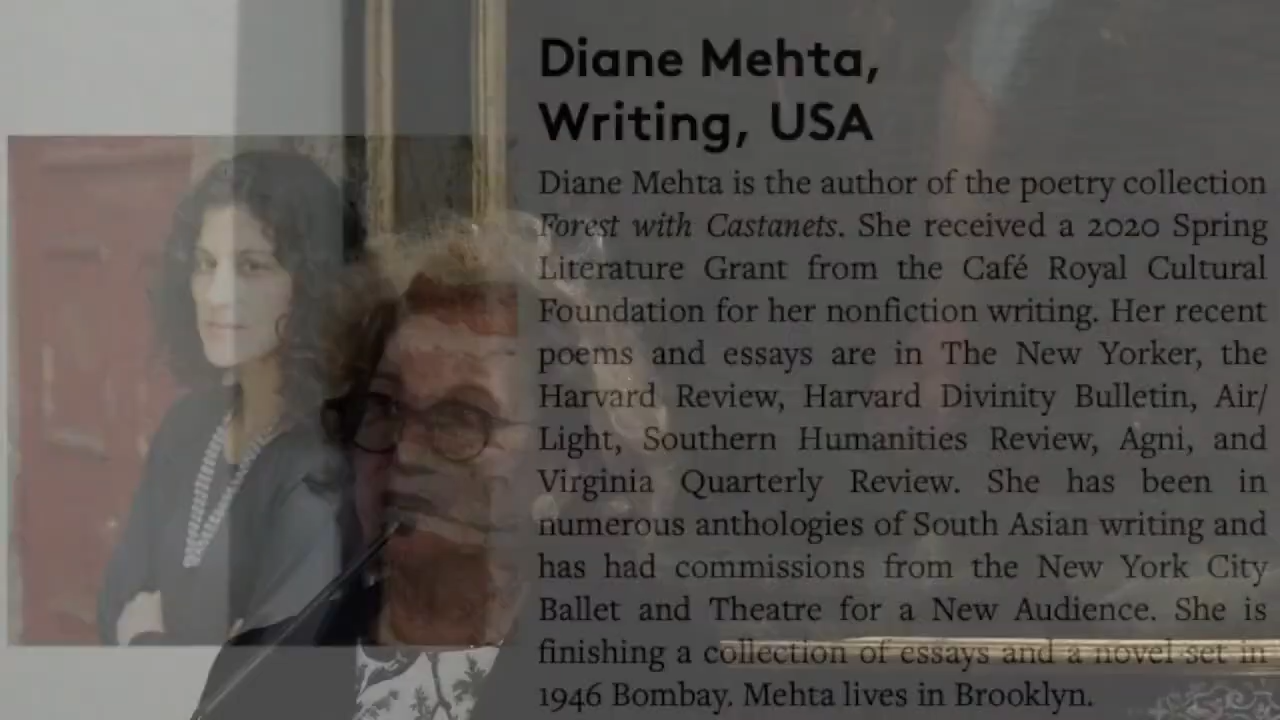 Diane Mehta,
Writing, USA
Diane Mehta is the author of the poetry collection
Forest with Castanets. She received a 2020 Spring
Literature Grant from the Café Royal Cultural
Foundation for her nonfiction writing. Her recent
poems and essays are in The New Yorker, the
Harvard Review, Harvard Divinity Bulletin, Air/
Light, Southern Humanities Review, Agni, and
Virginia Quarterly Review. She has been in
numerous anthologies of South Asian writing and
has had commissions from the New York City
Ballet and Theatre for a New Audience. She is
finishing a collection of essays and a novel set in
1946 Bombay. Mehta lives in Brooklyn.